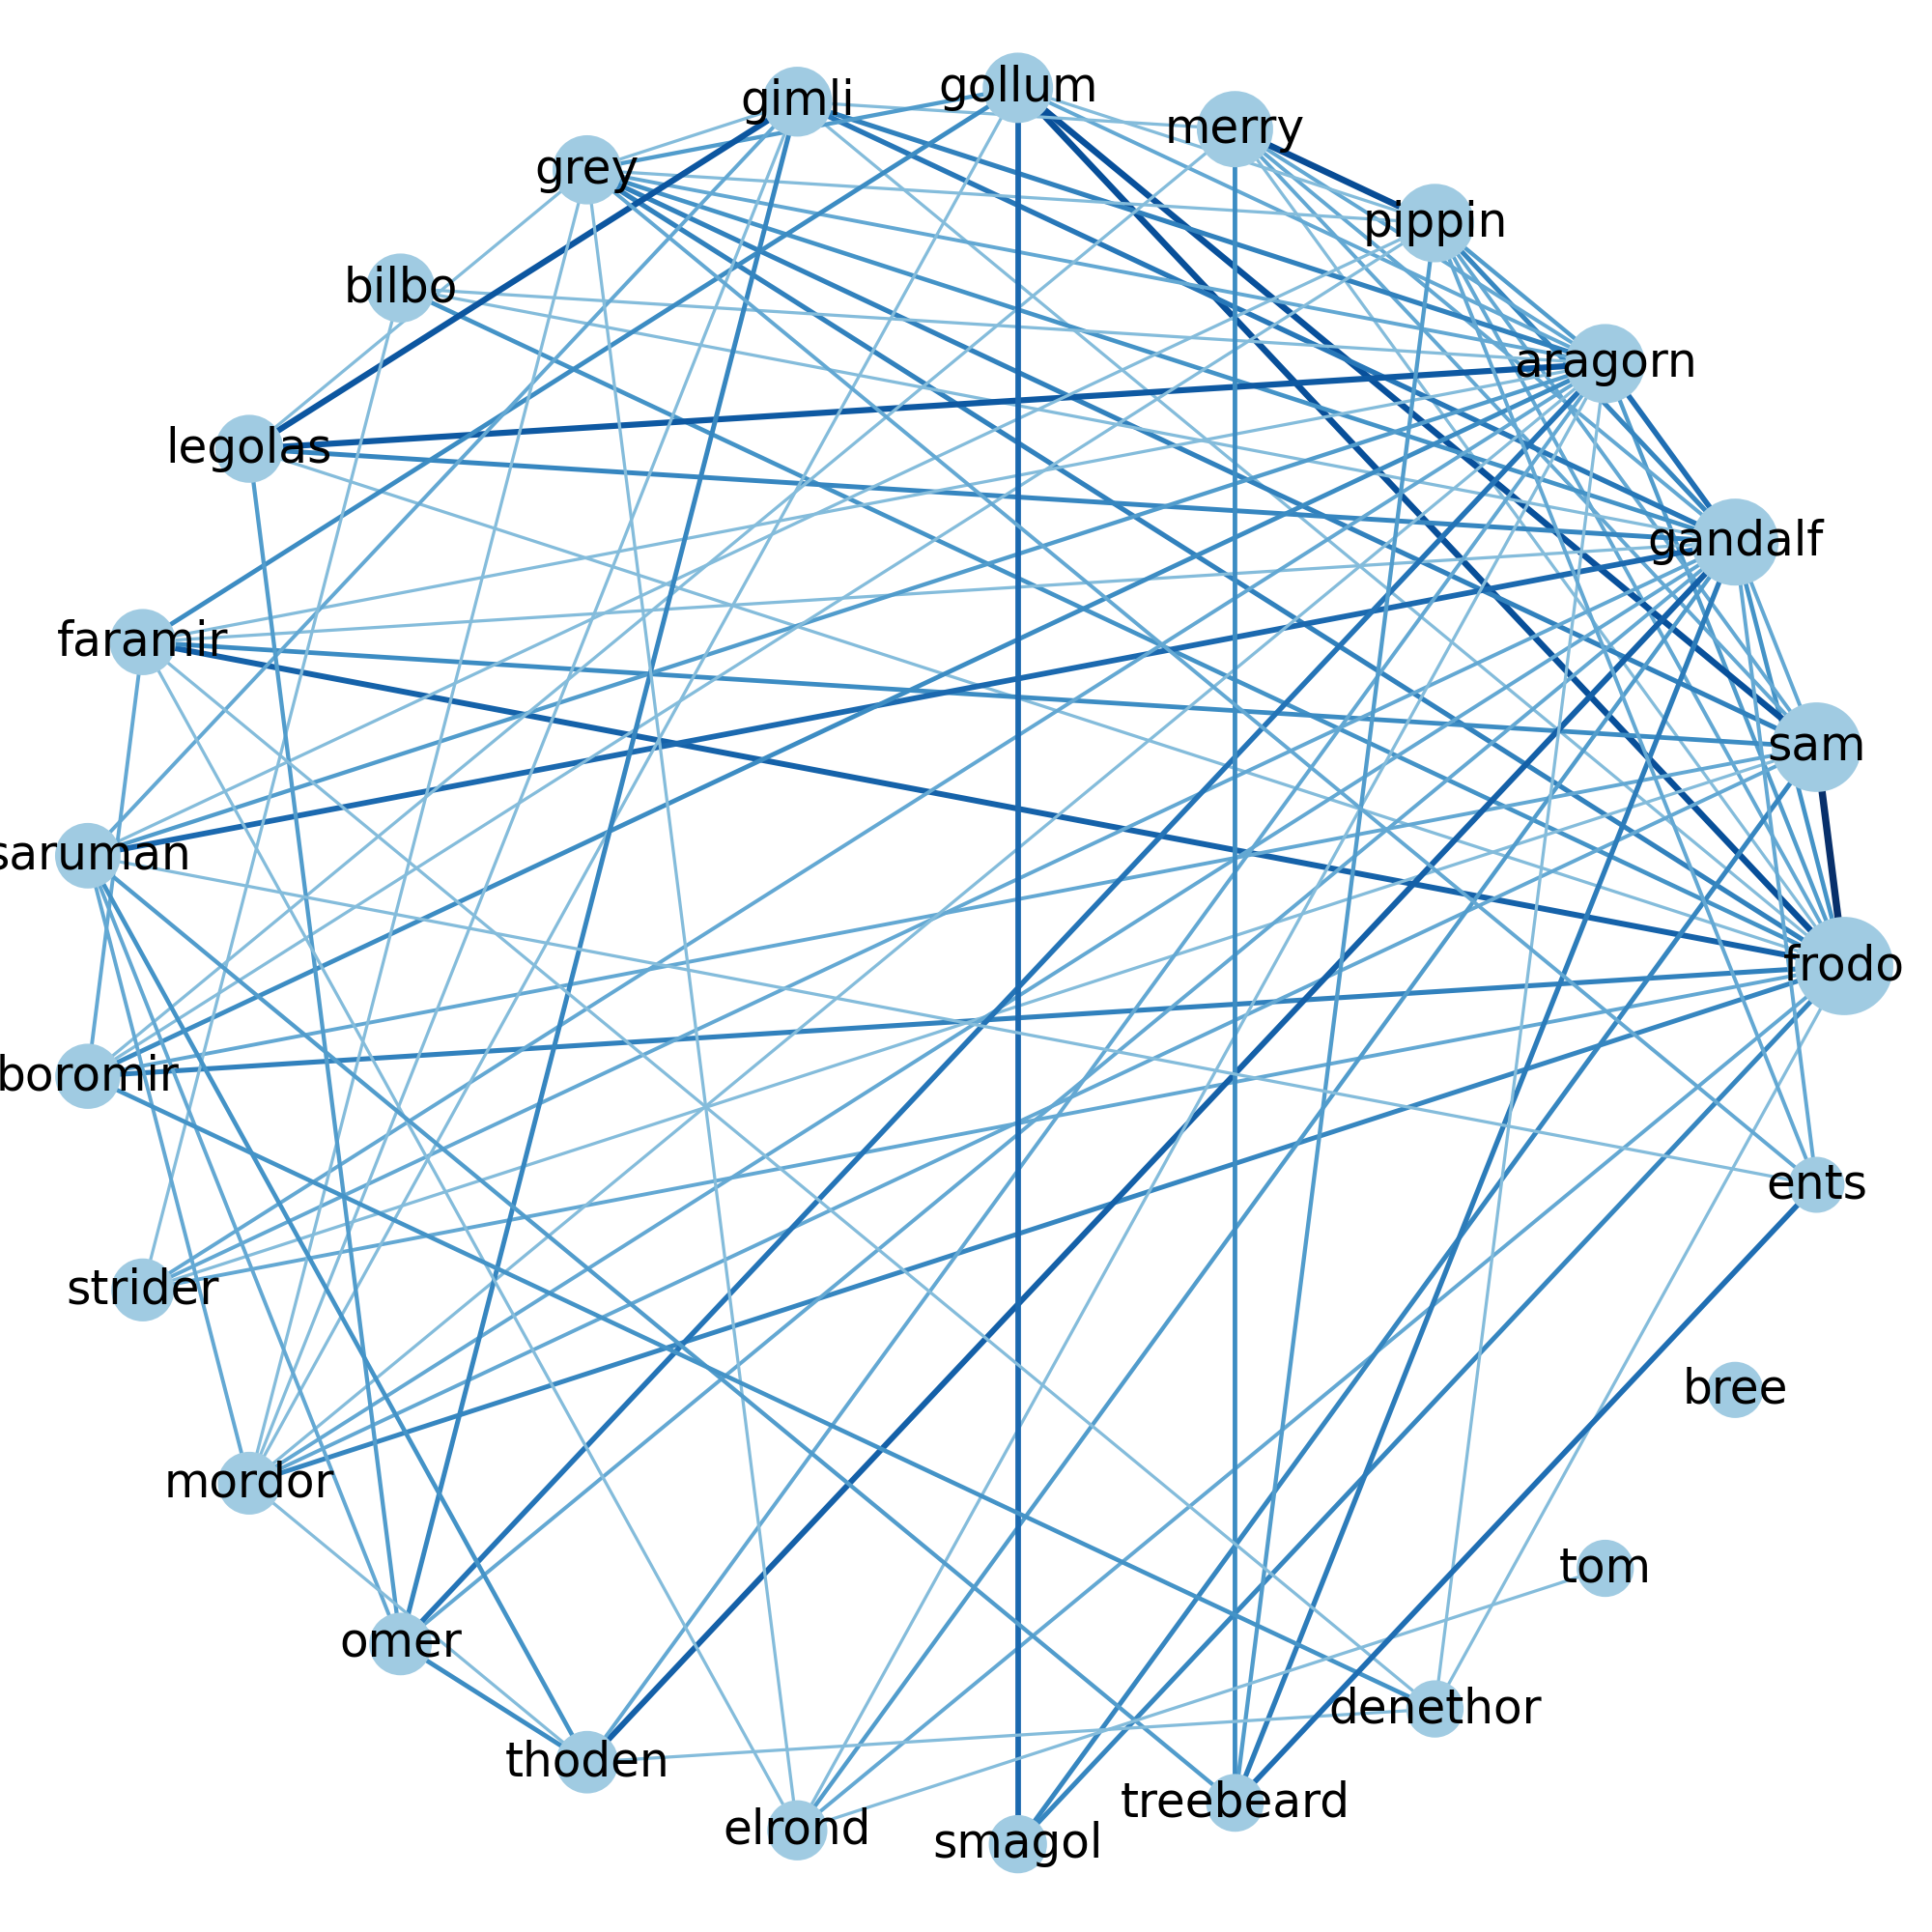 gollum
gimli
merry
grey
pippin
bilbo
aragorn
legolas
gandalf
faramir
sam
saruman
frodo
boromir
ents
strider
bree
mordor
tom
omer
denethor
thoden
treebeard
elrond
smagol